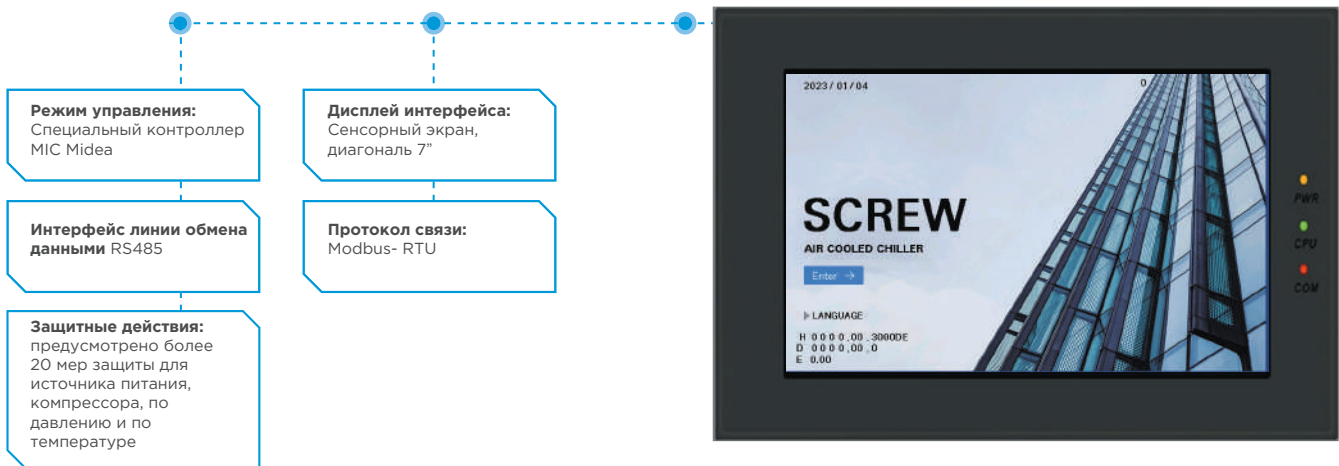 Режим управления:
Специальный контроллер
MIC Midea
Интерфейс линии обмена
данными RS485
Защитные действия:
предусмотрено более
20 мер защиты для
источника питания,
компрессора, по
давлению и по
температуре
Дисплей интерфейса:
Сенсорный экран,
диагональ 7”
Протокол связи:
Modbus- RTU
2023/01/04
0
SCREW
AIR COOLED CHILLER
Enter →
LANGUAGE
H 0 0 0 0 .00 .3000DE
D 0 0 0 0 .00 .0
E 0.00
PWR
CPU
COM